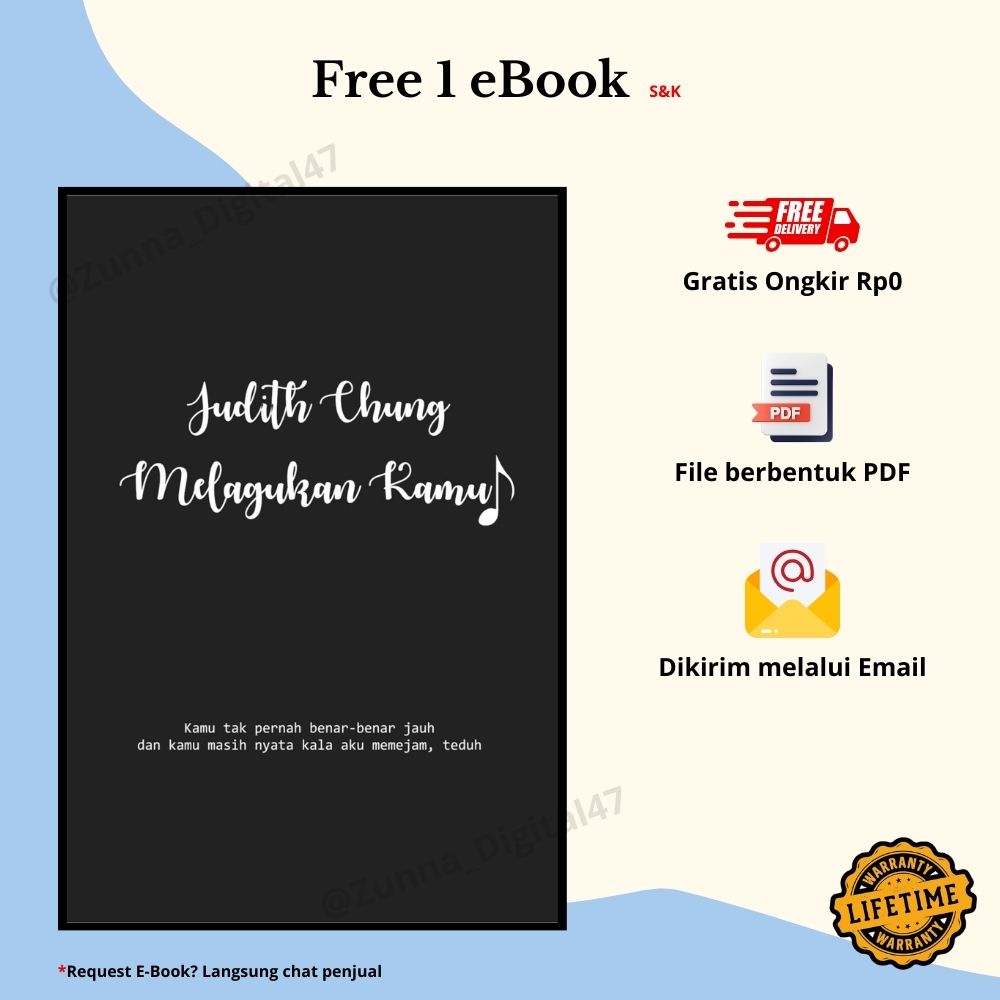 Free 1 eBook S&K
@Zunna_Digital47
FREE
DELIVERY
Gratis Ongkir Rp0
Judith Chung
Melagukan Kamu
PDF
File berbentuk PDF
@
Dikirim melalui Email
Kamu tak pernah benar-benar jauh
dan kamu masih nyata kala aku memejam, teduh
@Zunna_Digital47
WARRANTY
LIFETIME
WARRANTY
*Request E-Book? Langsung chat penjual